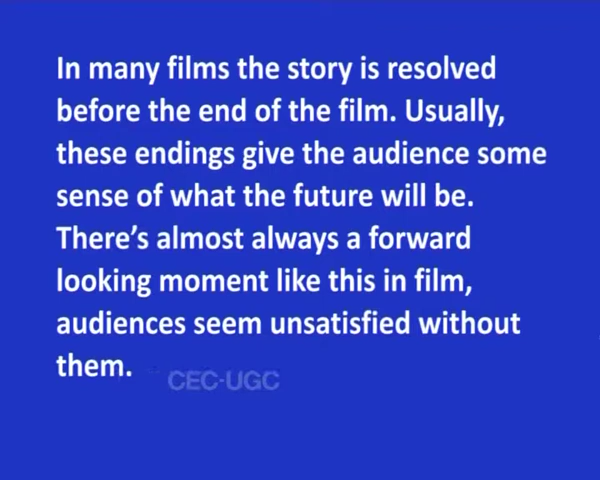 In many films the story is resolved
before the end of the film. Usually,
these endings give the audience some
sense of what the future will be.
There’s almost always a forward
looking moment like this in film,
audiences seem unsatisfied without
them.
CEC-UGC